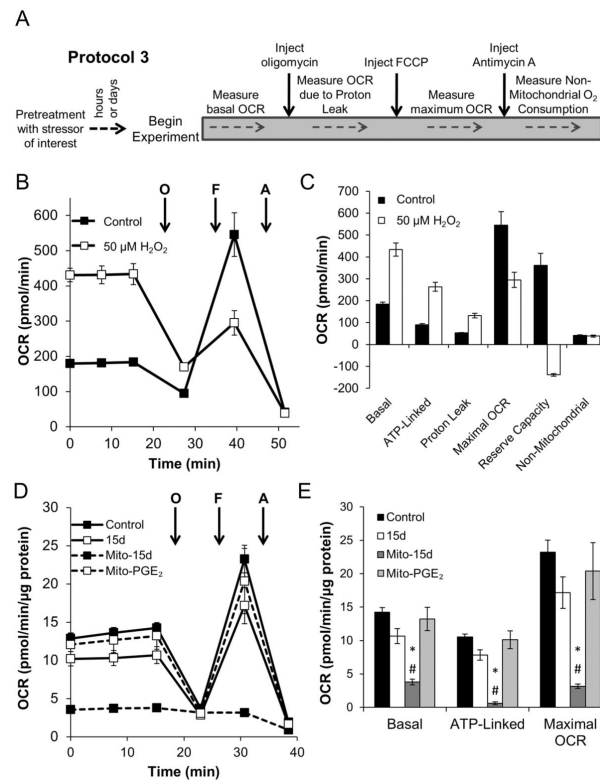 A
Protocol 3
Pretreatment
with stressor
of interest
hours
or days
Begin
Experiment
Inject
oligomycin
Inject FCCP
Inject
Antimycin A
Measure
basal OCR
Measure OCR
due to Proton
Leak
Measure
maximum OCR
Measure Non-
Mitochondrial O2
Consumption
B
O
F
A
Control
50 µM H2O2
OCR (pmol/min)
600
500
400
300
200
100
0
0
10
20
30
40
50
60
Time (min)
C
Control
50 µM H2O2
OCR (pmol/min)
700
600
500
400
300
200
100
0
-100
-200
Basal
ATP-Linked
Proton Leak
Maximal OCR
Reserve Capacity
Non-Mitochondrial
D
O
F
A
Control
15d
Mito-15d
Mito-PGE2
OCR (pmol/min/µg protein)
30
25
20
15
10
5
0
0
10
20
30
40
Time (min)
E
Control
15d
Mito-15d
Mito-PGE2
OCR (pmol/min/µg protein)
30
25
20
15
10
5
0
*
#
*
#
*
#
Basal
ATP-Linked
Maximal
OCR